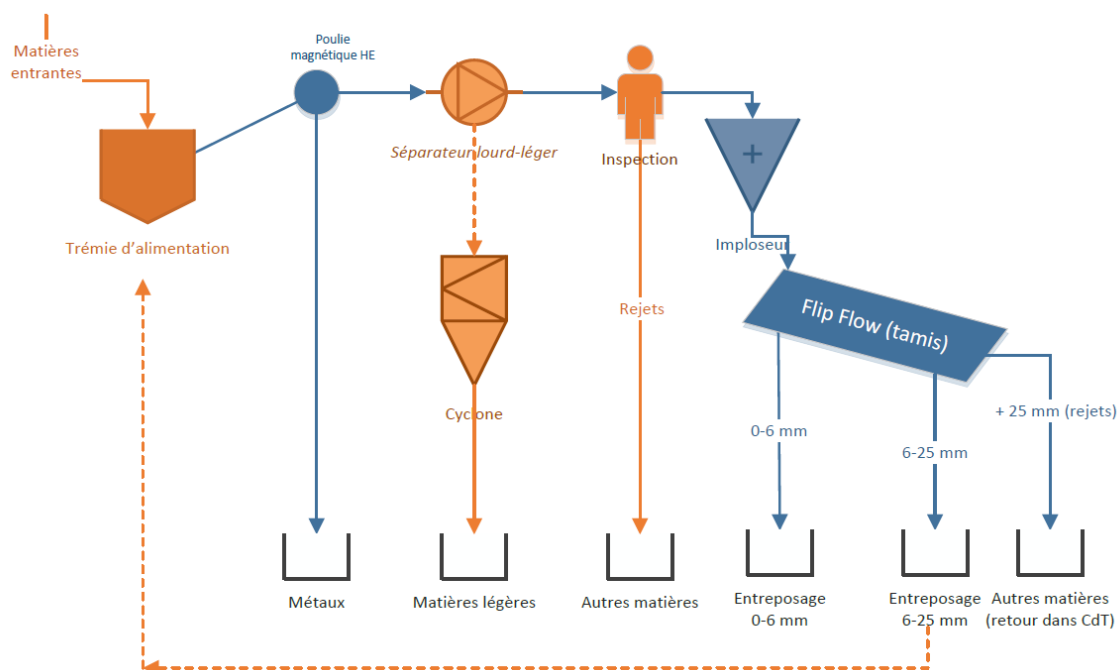 Matières
entrantes
Poulie
magnétique HE
Séparateur lourd-léger
Inspection
Trémie d'alimentation
Imploseur
Flip Flow (tamis)
Rejets
Cyclone
0-6 mm
6-25 mm
+ 25 mm (rejets)
Métaux
Matières légères
Autres matières
Entreposage
0-6 mm
Entreposage
6-25 mm
Autres matières
(retour dans CdT)